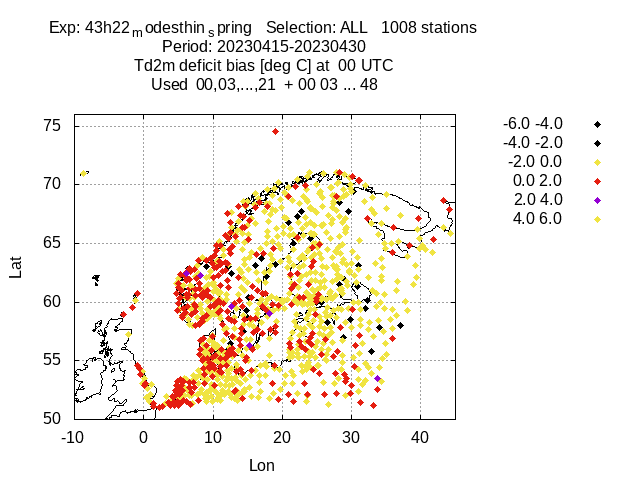 Exp: 43h22modesthinspring   Selection: ALL   1008 stations
Period: 20230415-20230430
Td2m deficit bias [deg C] at  00 UTC
Used  00,03,...,21  + 00 03 ... 48
-6.0 -4.0
-4.0 -2.0
-2.0 0.0
0.0 2.0
2.0 4.0
4.0 6.0
75
70
65
60
55
50
Lat
-10 0 10 20 30 40
Lon